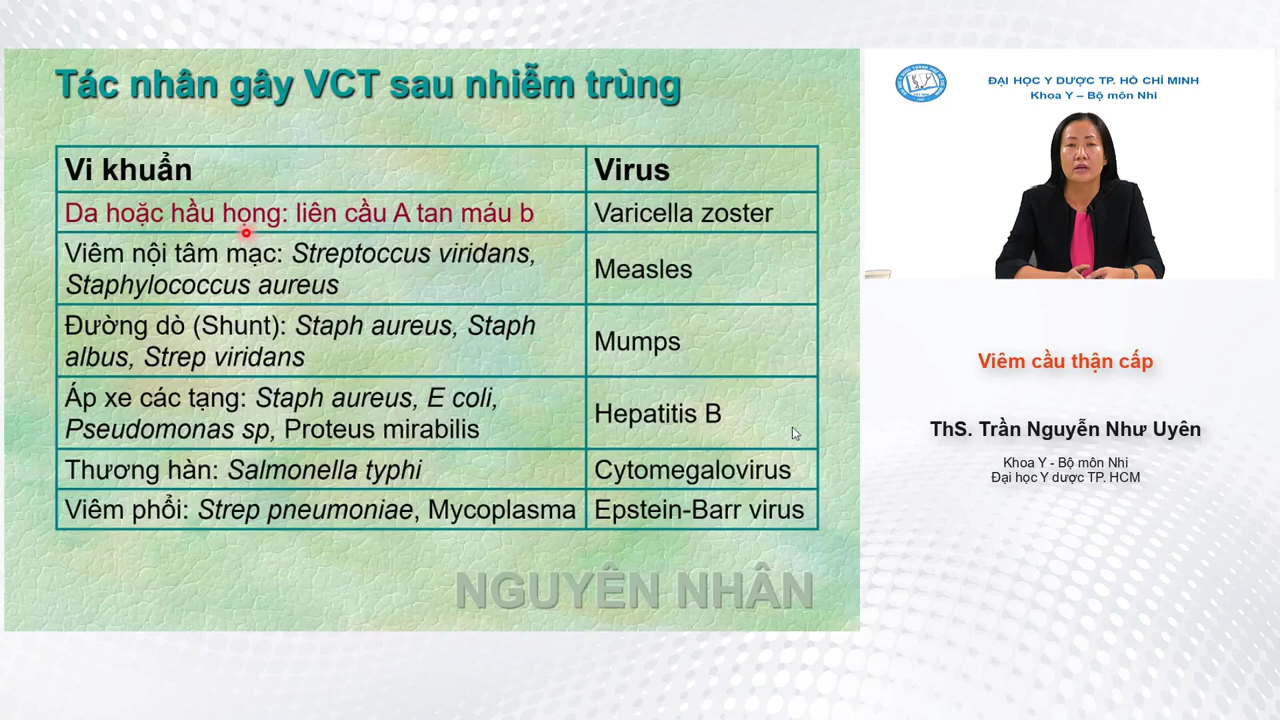 Tác nhân gây VCT sau nhiễm trùng
Vi khuẩn
Virus
Da hoặc hầu họng: liên cầu A tan máu b
Varicella zoster
Viêm nội tâm mạc: Streptoccus viridans,
Staphylococcus aureus
Measles
Đường dò (Shunt): Staph aureus, Staph
albus, Strep viridans
Mumps
Áp xe các tạng: Staph aureus, E coli,
Pseudomonas sp, Proteus mirabilis
Hepatitis B
Thương hàn: Salmonella typhi
Cytomegalovirus
Viêm phổi: Strep pneumoniae, Mycoplasma
Epstein-Barr virus
NGUYÊN NHÂN
ĐẠI HỌC Y DƯỢC TP. HỒ CHÍ MINH
Khoa Y – Bộ môn Nhi
Viêm cầu thận cấp
ThS. Trần Nguyễn Như Uyên
Khoa Y - Bộ môn Nhi
Đại học Y dược TP. HCM